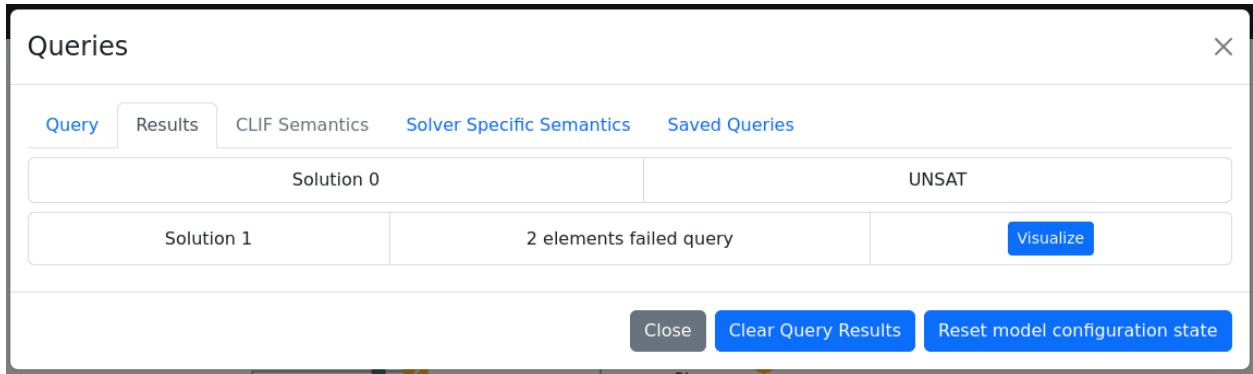 Queries
Query Results CLIF Semantics Solver Specific Semantics Saved Queries
Solution 0 UNSAT
Solution 1 2 elements failed query Visualize
Close Clear Query Results Reset model configuration state